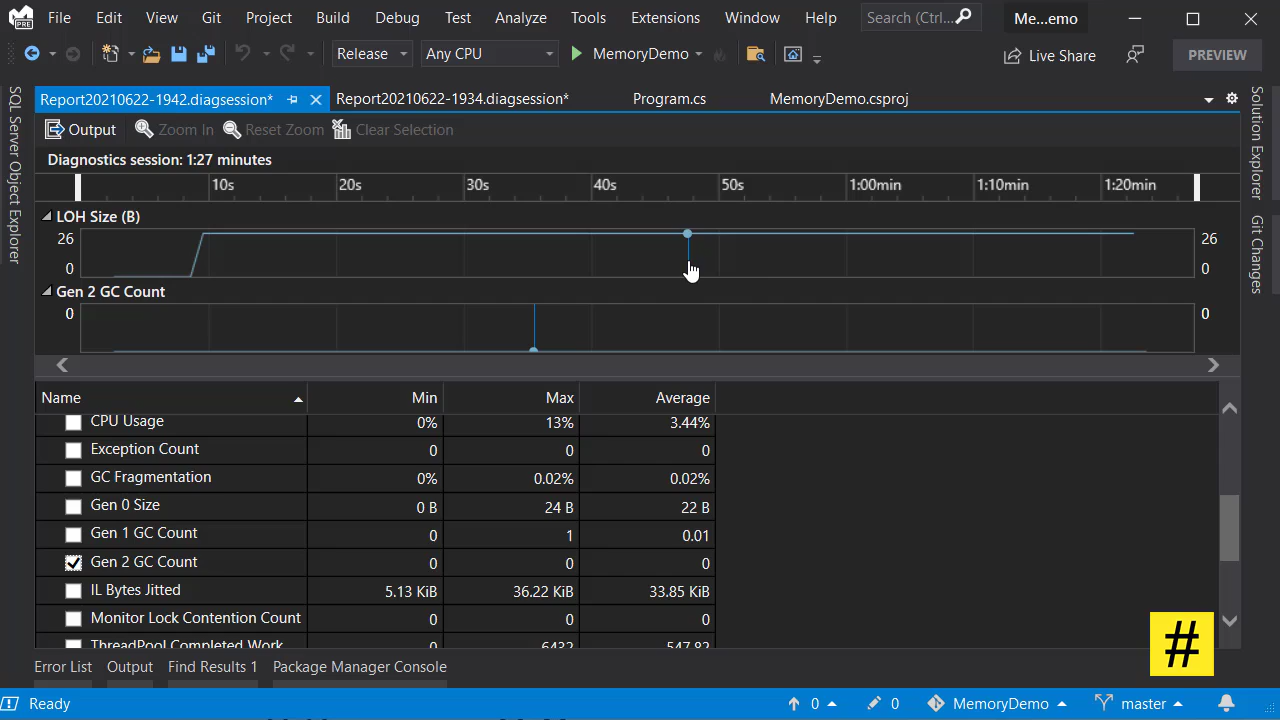 File Edit View Git Project Build Debug Test Analyze Tools Extensions Window Help Search (Ctrl... Me...emo
PRE
Release Any CPU MemoryDemo Live Share PREVIEW
Report20210622-1942.diagsession* Report20210622-1934.diagsession* Program.cs MemoryDemo.csproj
SQL Server Object Explorer
Solution Explorer
Git Changes
Output Zoom In Reset Zoom Clear Selection
Diagnostics session: 1:27 minutes
10s 20s 30s 40s 50s 1:00min 1:10min 1:20min
LOH Size (B)
26 26
0 0
Gen 2 GC Count
0 0
Name Min Max Average
CPU Usage 0% 13% 3.44%
Exception Count 0 0 0
GC Fragmentation 0% 0.02% 0.02%
Gen 0 Size 0 B 24 B 22 B
Gen 1 GC Count 0 1 0.01
Gen 2 GC Count 0 0 0
IL Bytes Jitted 5.13 KiB 36.22 KiB 33.85 KiB
Monitor Lock Contention Count 0 0 0
ThreadPool Completed Work 0 6432 547.82
#
Error List Output Find Results 1 Package Manager Console
Ready 0 0 MemoryDemo master